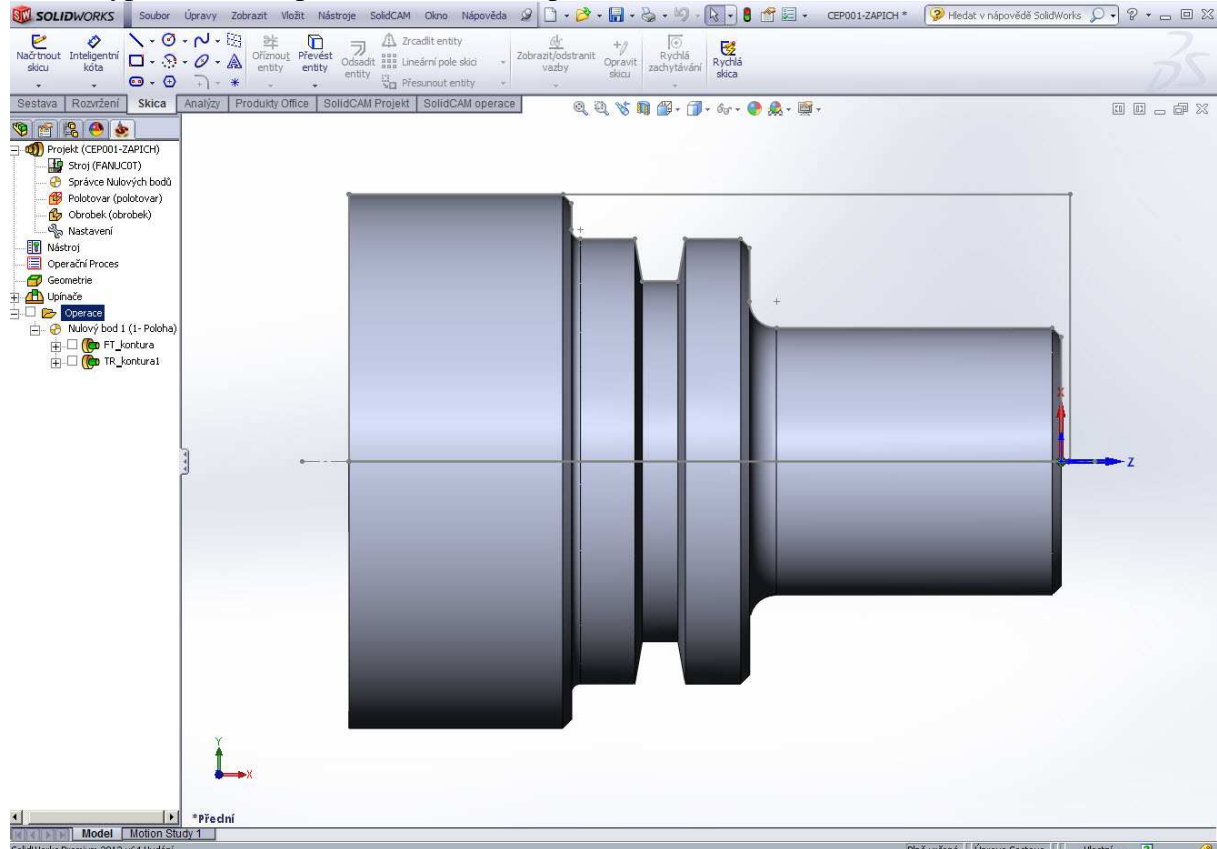 SW SOLIDWORKS Soubor Úpravy Zobrazit Vložit Nástroje SolidCAM Okno Nápověda CEP001-ZAPICH * Hledat v nápovědě SolidWorks
Načrtnout skicu
Inteligentní kóta
Oříznout entity
Převést entity
Odsadit entity
Zrcadlit entity
Lineární pole skici
Přesunout entity
Zobrazit/odstranit vazby
Opravit skicu
Rychlá zachytávání
Rychlá skica
Sestava Rozvržení Skica Analýzy Produkty Office SolidCAM Projekt SolidCAM operace
Projekt (CEP001-ZAPICH)
Stroj (FANUC0T)
Správce Nulových bodů
Polotovar (polotovar)
Obrobek (obrobek)
Nastavení
Nástroj
Operační Proces
Geometrie
Upínače
Operace
Nulový bod 1 (1- Poloha)
FT_kontura
TR_kontura1
X
Z
Y
X
*Přední
Model Motion Study 1